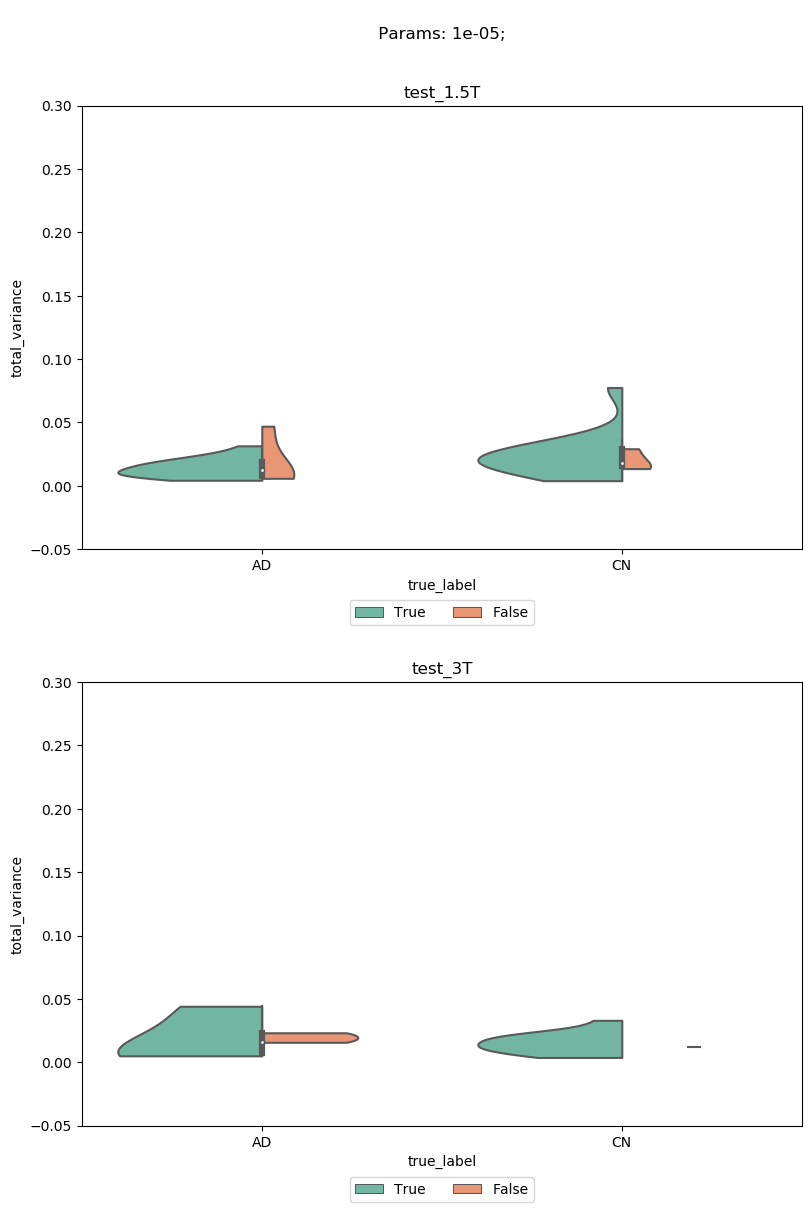 Params: 1e-05;
test_1.5T
0.30
0.25
0.20
0.15
0.10
0.05
0.00
−0.05
total_variance
AD CN
true_label
True False
test_3T
0.30
0.25
0.20
0.15
0.10
0.05
0.00
−0.05
total_variance
AD CN
true_label
True False